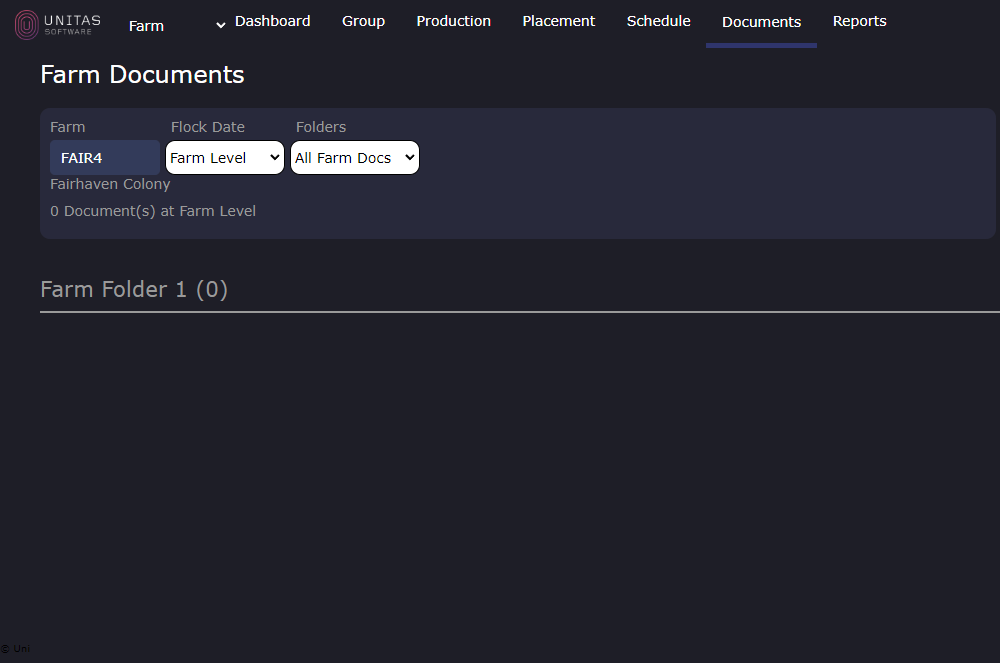 UNITAS
SOFTWARE
Farm Dashboard Group Production Placement Schedule Documents Reports
Farm Documents
Farm Flock Date Folders
FAIR4 Farm Level All Farm Docs
Fairhaven Colony
0 Document(s) at Farm Level
Farm Folder 1 (0)
© Uni